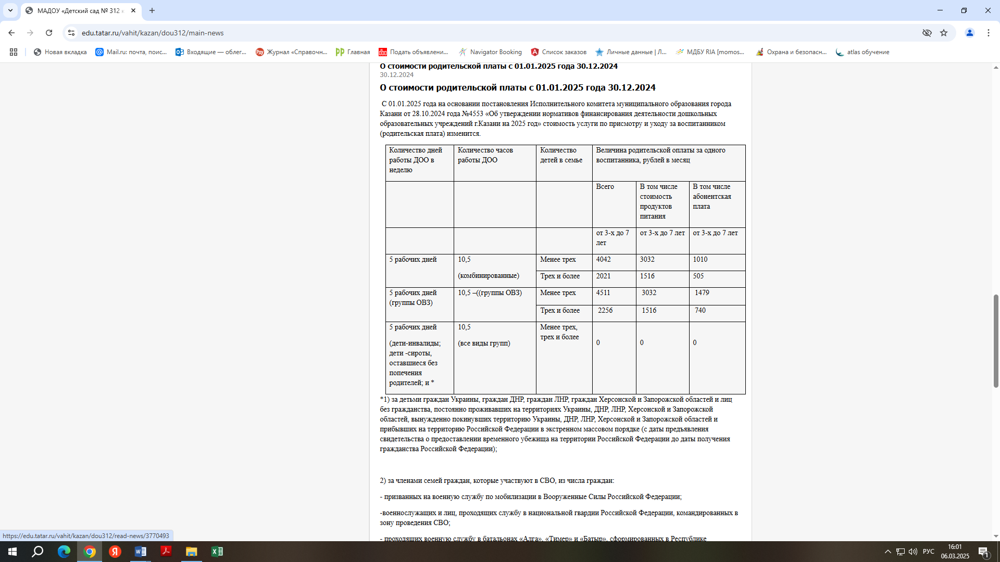 МАДОУ «Детский сад № 312 к
edu.tatar.ru/vahit/kazan/dou312/main-news
Новая вкладка
Mail.ru: почта, поис...
Входящие — облег...
Журнал «Справочн...
Главная
Подать объявлени...
Navigator Booking
Список заказов
Личные данные | Л...
МДБУ RIA [momos...
Охрана и безопасн...
atlas обучение
О стоимости родительской платы с 01.01.2025 года 30.12.2024
30.12.2024
О стоимости родительской платы с 01.01.2025 года 30.12.2024
С 01.01.2025 года на основании постановления Исполнительного комитета муниципального образования города
Казани от 28.10.2024 года №4553 «Об утверждении нормативов финансирования деятельности дошкольных
образовательных учреждений г.Казани на 2025 год» стоимость услуги по присмотру и уходу за воспитанником
(родительская плата) изменится.
Количество дней
работы ДОО в
неделю
Количество часов
работы ДОО
Количество
детей в семье
Величина родительской оплаты за одного
воспитанника, рублей в месяц
Всего
В том числе
стоимость
продуктов
питания
В том числе
абонентская
плата
от 3-х до 7
лет
от 3-х до 7 лет
от 3-х до 7 лет
5 рабочих дней
10,5
(комбинированные)
Менее трех
4042
3032
1010
Трех и более
2021
1516
505
5 рабочих дней
(группы ОВЗ)
10,5 –((группы ОВЗ)
Менее трех
4511
3032
1479
Трех и более
2256
1516
740
5 рабочих дней
(дети-инвалиды;
дети -сироты,
оставшиеся без
попечения
родителей; и *
10,5
(все виды групп)
Менее трех,
трех и более
0
0
0
*1) за детьми граждан Украины, граждан ДНР, граждан ЛНР, граждан Херсонской и Запорожской областей и лиц
без гражданства, постоянно проживавших на территориях Украины, ДНР, ЛНР, Херсонской и Запорожской
областей, вынужденно покинувших территорию Украины, ДНР, ЛНР, Херсонской и Запорожской областей и
прибывших на территорию Российской Федерации в экстренном массовом порядке (с даты предъявления
свидетельства о предоставлении временного убежища на территории Российской Федерации до даты получения
гражданства Российской Федерации);
2) за членами семей граждан, которые участвуют в СВО, из числа граждан:
- призванных на военную службу по мобилизации в Вооруженные Силы Российской Федерации;
-военнослужащих и лиц, проходящих службу в национальной гвардии Российской Федерации, командированных в
зону проведения СВО;
- проходящих военную службу в батальонах «Алга», «Тимер» и «Батыр», сформированных в Республике
https://edu.tatar.ru/vahit/kazan/dou312/read-news/3770493
РУС
16:01
06.03.2025
1